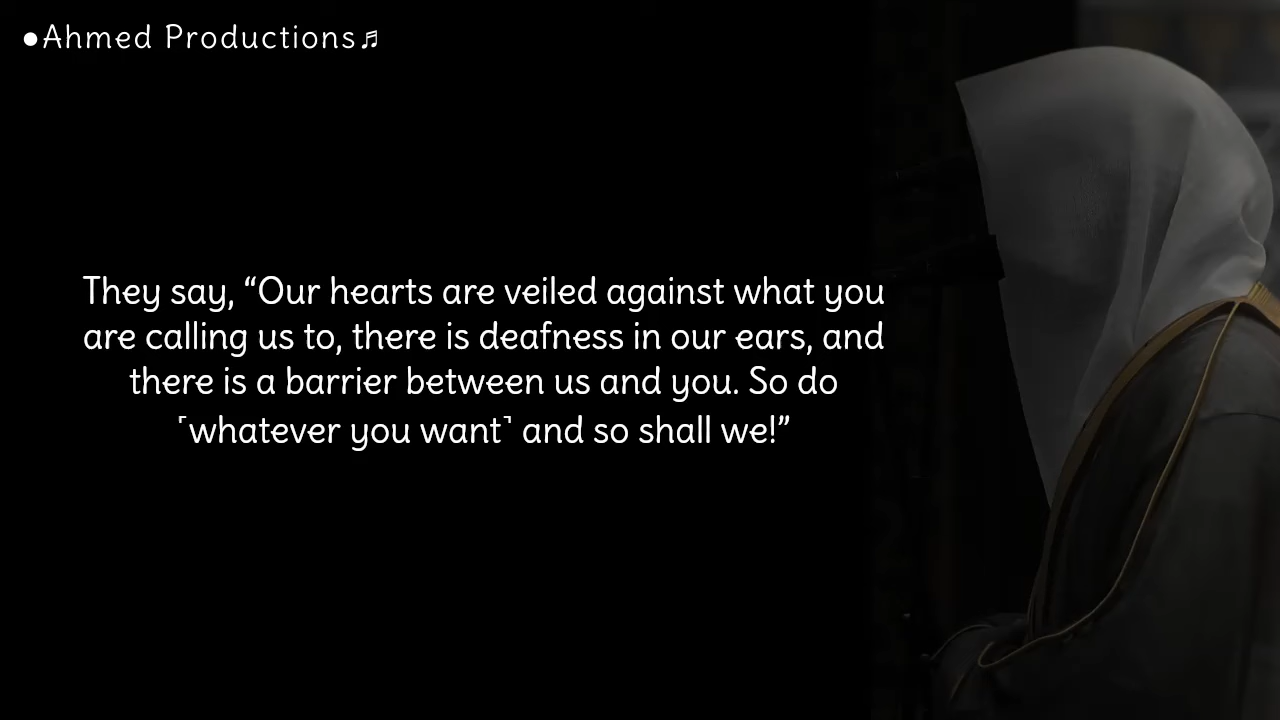 ●Ahmed Productions♬
They say, “Our hearts are veiled against what you
are calling us to, there is deafness in our ears, and
there is a barrier between us and you. So do
˹whatever you want˺ and so shall we!”